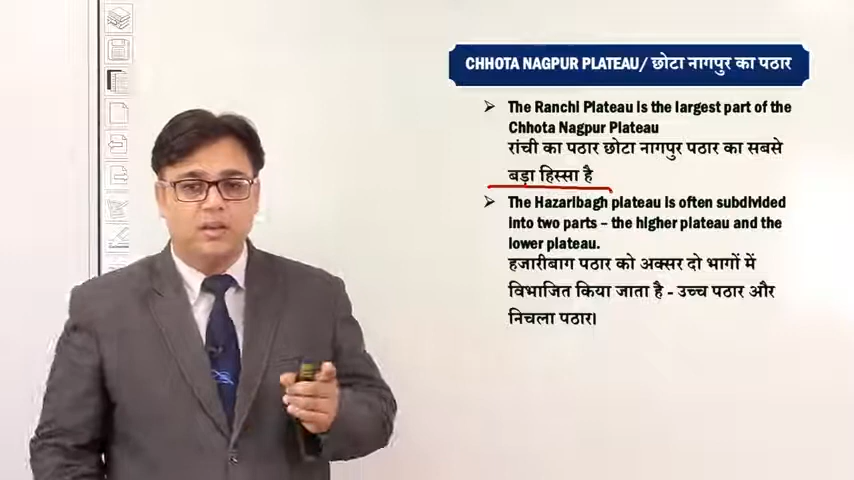 CHHOTA NAGPUR PLATEAU/ छोटा नागपुर का पठार
The Ranchi Plateau is the largest part of the
Chhota Nagpur Plateau
रांची का पठार छोटा नागपुर पठार का सबसे
बड़ा हिस्सा है
The Hazaribagh plateau is often subdivided
into two parts – the higher plateau and the
lower plateau.
हजारीबाग पठार को अक्सर दो भागों में
विभाजित किया जाता है - उच्च पठार और
निचला पठार।